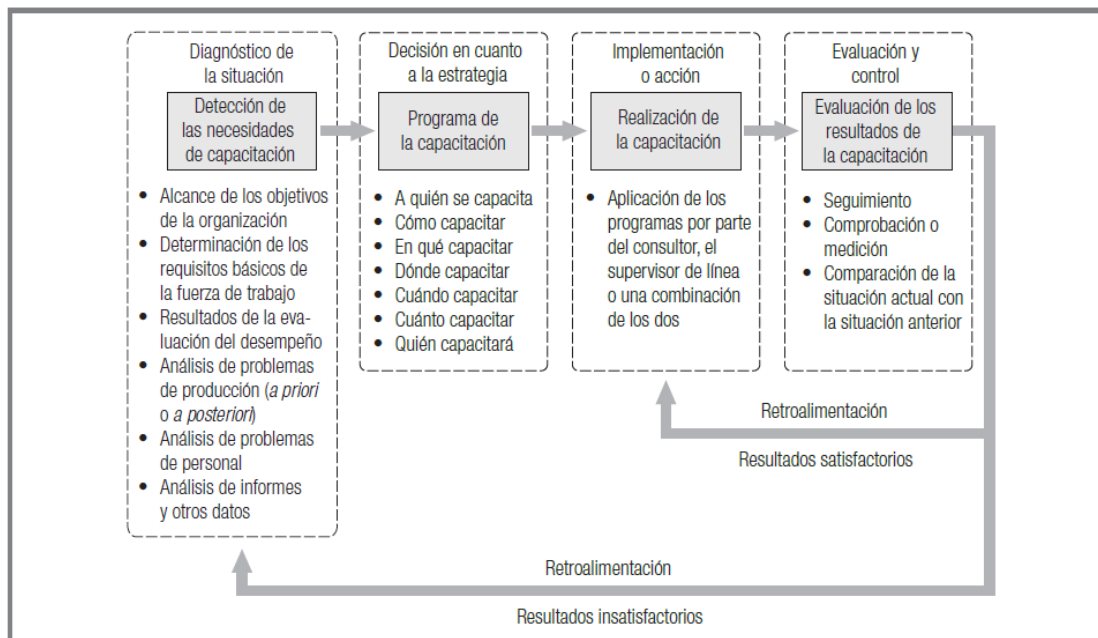 Diagnóstico de
la situación
Detección de
las necesidades
de capacitación
• Alcance de los objetivos
de la organización
• Determinación de los
requisitos básicos de
la fuerza de trabajo
• Resultados de la eva-
luación del desempeño
• Análisis de problemas
de producción (a priori
o a posteriori)
• Análisis de problemas
de personal
• Análisis de informes
y otros datos
Decisión en cuanto
a la estrategia
Programa de
la capacitación
• A quién se capacita
• Cómo capacitar
• En qué capacitar
• Dónde capacitar
• Cuándo capacitar
• Cuánto capacitar
• Quién capacitará
Implementación
o acción
Realización de
la capacitación
• Aplicación de los
programas por parte
del consultor, el
supervisor de línea
o una combinación
de los dos
Evaluación y
control
Evaluación de los
resultados de
la capacitación
• Seguimiento
• Comprobación o
medición
• Comparación de la
situación actual con
la situación anterior
Retroalimentación
Resultados satisfactorios
Retroalimentación
Resultados insatisfactorios